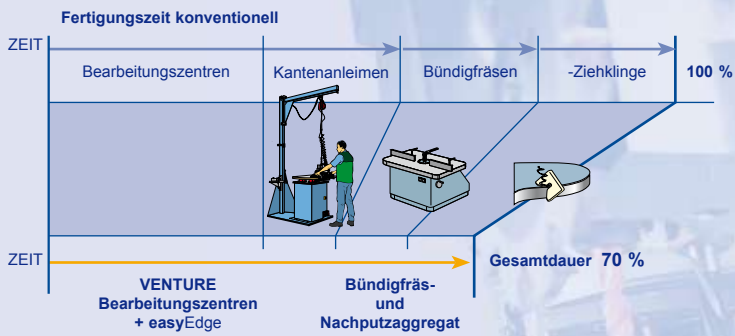 Fertigungszeit konventionell
ZEIT
Bearbeitungszentren
Kantenanleimen
Bündigfräsen
-Ziehklinge
100 %
ZEIT
Gesamtdauer 70 %
VENTURE
Bearbeitungszentren
+ easyEdge
Bündigfräs-
und
Nachputzaggregat